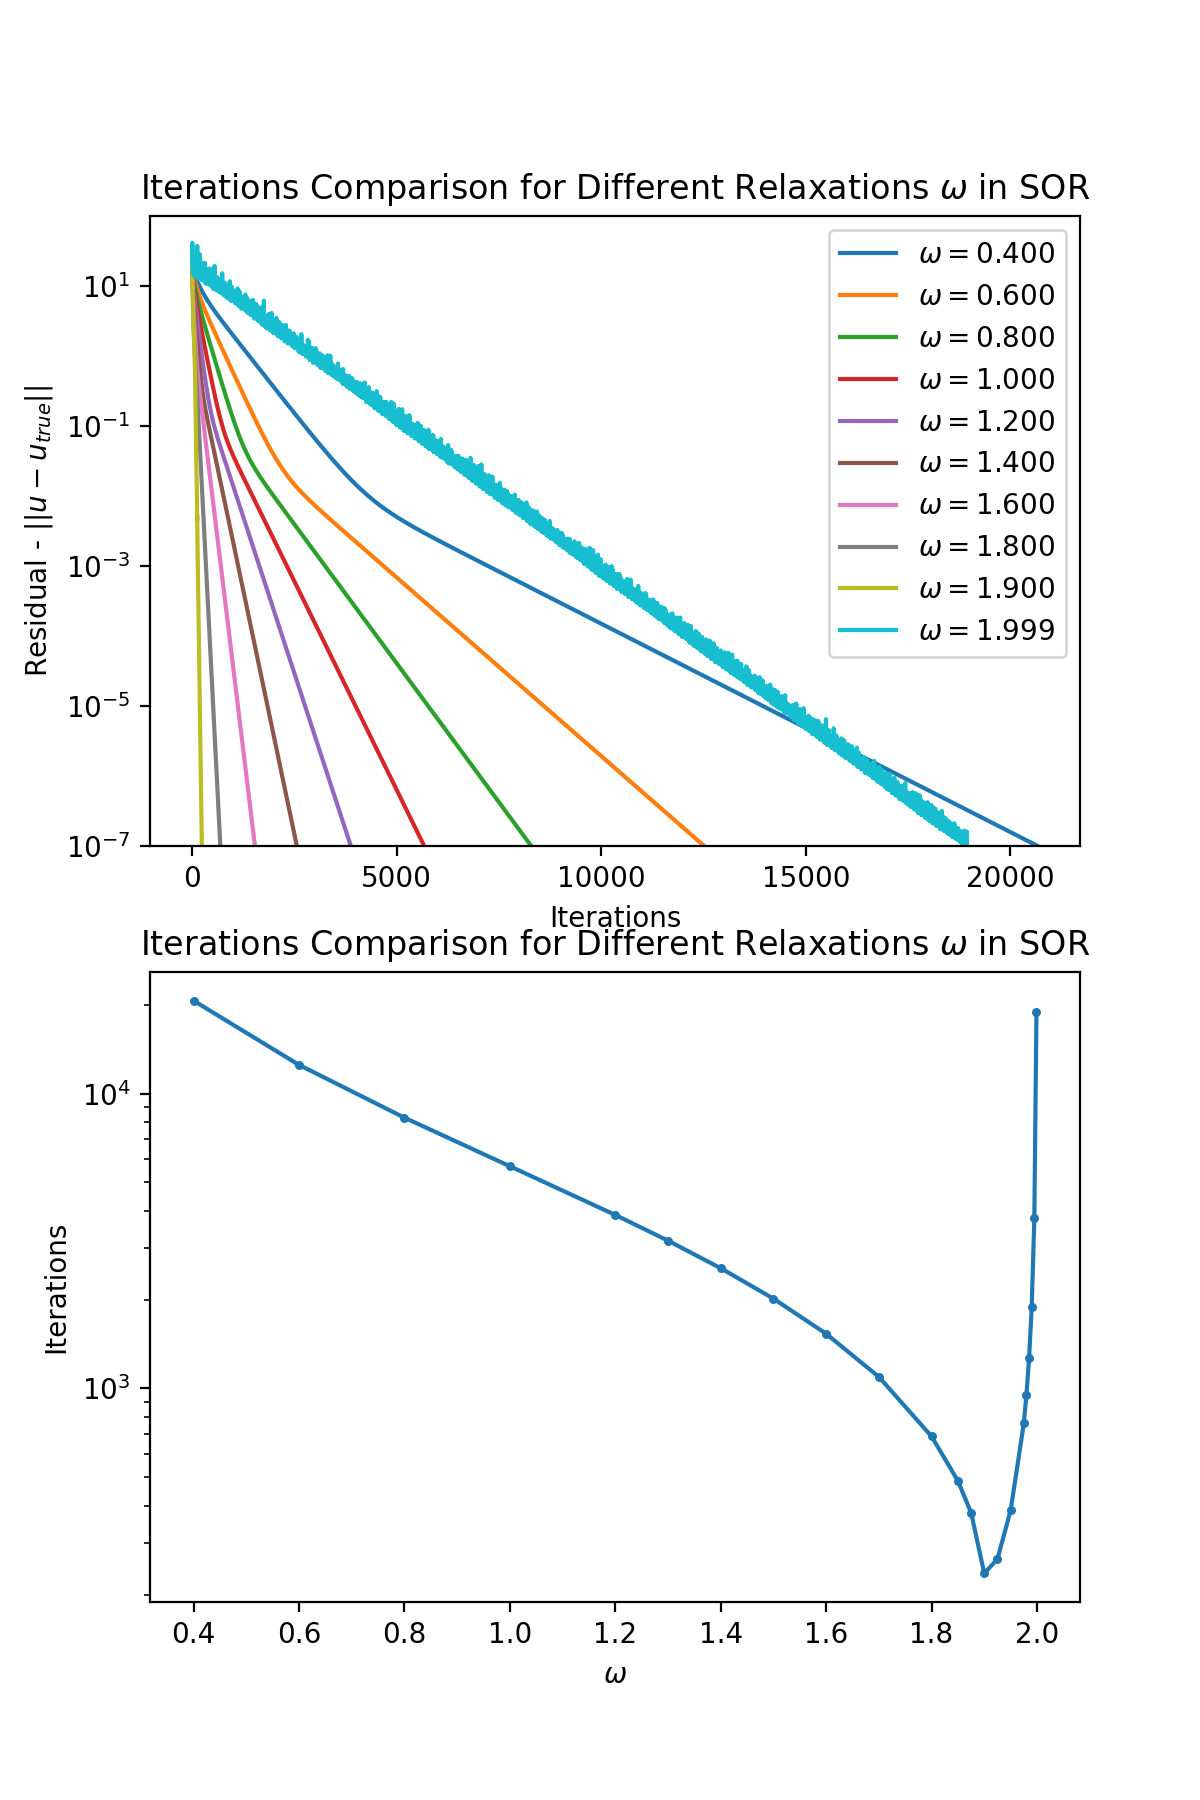 Iterations Comparison for Different Relaxations ω in SOR
Residual - ||u − u_{true}||
10¹
10⁻¹
10⁻³
10⁻⁵
10⁻⁷
ω = 0.400
ω = 0.600
ω = 0.800
ω = 1.000
ω = 1.200
ω = 1.400
ω = 1.600
ω = 1.800
ω = 1.900
ω = 1.999
0 5000 10000 15000 20000
Iterations
Iterations Comparison for Different Relaxations ω in SOR
Iterations
10⁴
10³
0.4 0.6 0.8 1.0 1.2 1.4 1.6 1.8 2.0
ω